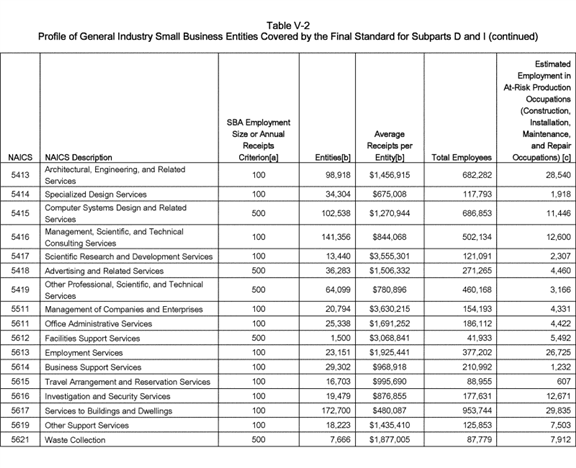 Table V-2
Profile of General Industry Small Business Entities Covered by the Final Standard for Subparts D and I (continued)
NAICS NAICS Description SBA Employment Size or Annual Receipts Criterion[a] Entities[b] Average Receipts per Entity[b] Total Employees Estimated Employment in At-Risk Production Occupations (Construction, Installation, Maintenance, and Repair Occupations) [c]
5413 Architectural, Engineering, and Related Services 100 98,918 $1,456,915 682,282 28,540
5414 Specialized Design Services 100 34,304 $675,008 117,793 1,918
5415 Computer Systems Design and Related Services 500 102,538 $1,270,944 686,853 11,446
5416 Management, Scientific, and Technical Consulting Services 100 141,356 $844,068 502,134 12,600
5417 Scientific Research and Development Services 100 13,440 $3,555,301 121,091 2,307
5418 Advertising and Related Services 500 36,283 $1,506,332 271,265 4,460
5419 Other Professional, Scientific, and Technical Services 500 64,099 $780,896 460,168 3,166
5511 Management of Companies and Enterprises 100 20,794 $3,630,215 154,193 4,331
5611 Office Administrative Services 100 25,338 $1,691,252 186,112 4,422
5612 Facilities Support Services 500 1,500 $3,068,841 41,933 5,492
5613 Employment Services 100 23,151 $1,925,441 377,202 26,725
5614 Business Support Services 100 29,302 $968,918 210,992 1,232
5615 Travel Arrangement and Reservation Services 100 16,703 $995,690 88,955 607
5616 Investigation and Security Services 100 19,479 $876,855 177,631 12,671
5617 Services to Buildings and Dwellings 100 172,700 $480,087 953,744 29,835
5619 Other Support Services 100 18,223 $1,435,410 125,853 7,503
5621 Waste Collection 500 7,666 $1,877,005 87,779 7,912